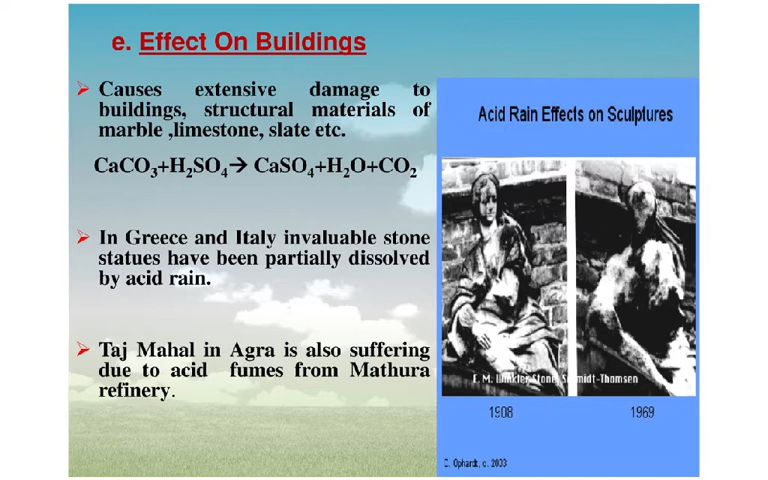 e. Effect On Buildings
➢ Causes extensive damage to
buildings, structural materials of
marble ,limestone, slate etc.
CaCO₃+H₂SO₄→ CaSO₄+H₂O+CO₂
➢ In Greece and Italy invaluable stone
statues have been partially dissolved
by acid rain.
➢ Taj Mahal in Agra is also suffering
due to acid fumes from Mathura
refinery.
Acid Rain Effects on Sculptures
Schmidt-Thomsen
1908 1969
Ophardt, c. 2003